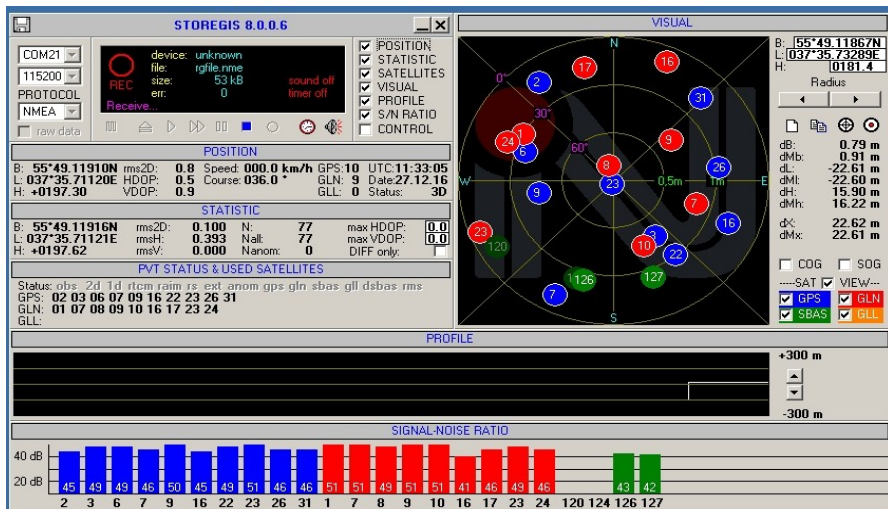 STOREGIS 8.0.0.6
COM21
115200
PROTOCOL
NMEA
raw data
REC
device: unknown
file: rgfile.nme
size: 53 kB
err: 0
sound off
timer off
Receive...
POSITION
STATISTIC
SATELLITES
VISUAL
PROFILE
S/N RATIO
CONTROL
POSITION
B: 55°49.11910N rms2D: 0.8 Speed: 000.0 km/h GPS:10 UTC:11:33:05
L: 037°35.71120E HDOP: 0.5 Course: 036.0 ° GLN: 9 Date:27.12.16
H: +0197.30 VDOP: 0.9 GLL: 0 Status: 3D
STATISTIC
B: 55°49.11916N rms2D: 0.100 N: 77 max HDOP: 0.0
L: 037°35.71121E rmsH: 0.393 Nall: 77 max VDOP: 0.0
H: +0197.62 rmsV: 0.000 Nanom: 0 DIFF only:
PVT STATUS & USED SATELLITES
Status: obs 2d 1d rtcm raim rs ext anom gps gln sbas gll dsbas rms
GPS: 02 03 06 07 09 16 22 23 26 31
GLN: 01 07 08 09 10 16 17 23 24
GLL:
VISUAL
N
17
16
0°
2
31
30°
1
24
6
9
60°
8
26
W
23
0,5m
1m
E
9
7
16
23
120
3
10
22
126
127
7
S
B: 55°49.11867N
L: 037°35.73289E
H: 0181.4
Radius
dB: 0.79 m
dMb: 0.91 m
dL: -22.61 m
dMl: -22.60 m
dH: 15.90 m
dMh: 16.22 m
dX: 22.62 m
dMx: 22.61 m
COG SOG
----SAT VIEW---
GPS GLN
SBAS GLL
PROFILE
+300 m
-300 m
SIGNAL-NOISE RATIO
40 dB
20 dB
45 49 49 46 50 45 49 51 46 46 51 51 49 51 51 41 46 49 46 43 42
2 3 6 7 9 16 22 23 26 31 1 7 8 9 10 16 17 23 24 120 124 126 127